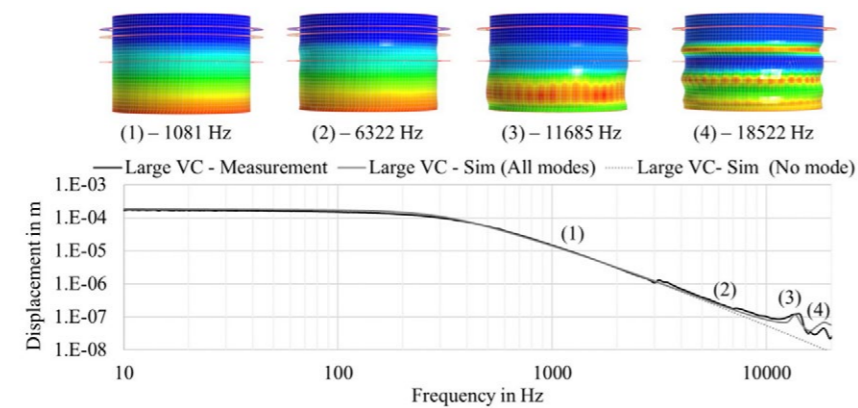 (1) – 1081 Hz (2) – 6322 Hz (3) – 11685 Hz (4) – 18522 Hz
Large VC - Measurement Large VC - Sim (All modes) Large VC- Sim (No mode)
Displacement in m
1.E-03
1.E-04
1.E-05
1.E-06
1.E-07
1.E-08
(1)
(2)
(3)
(4)
10 100 1000 10000
Frequency in Hz